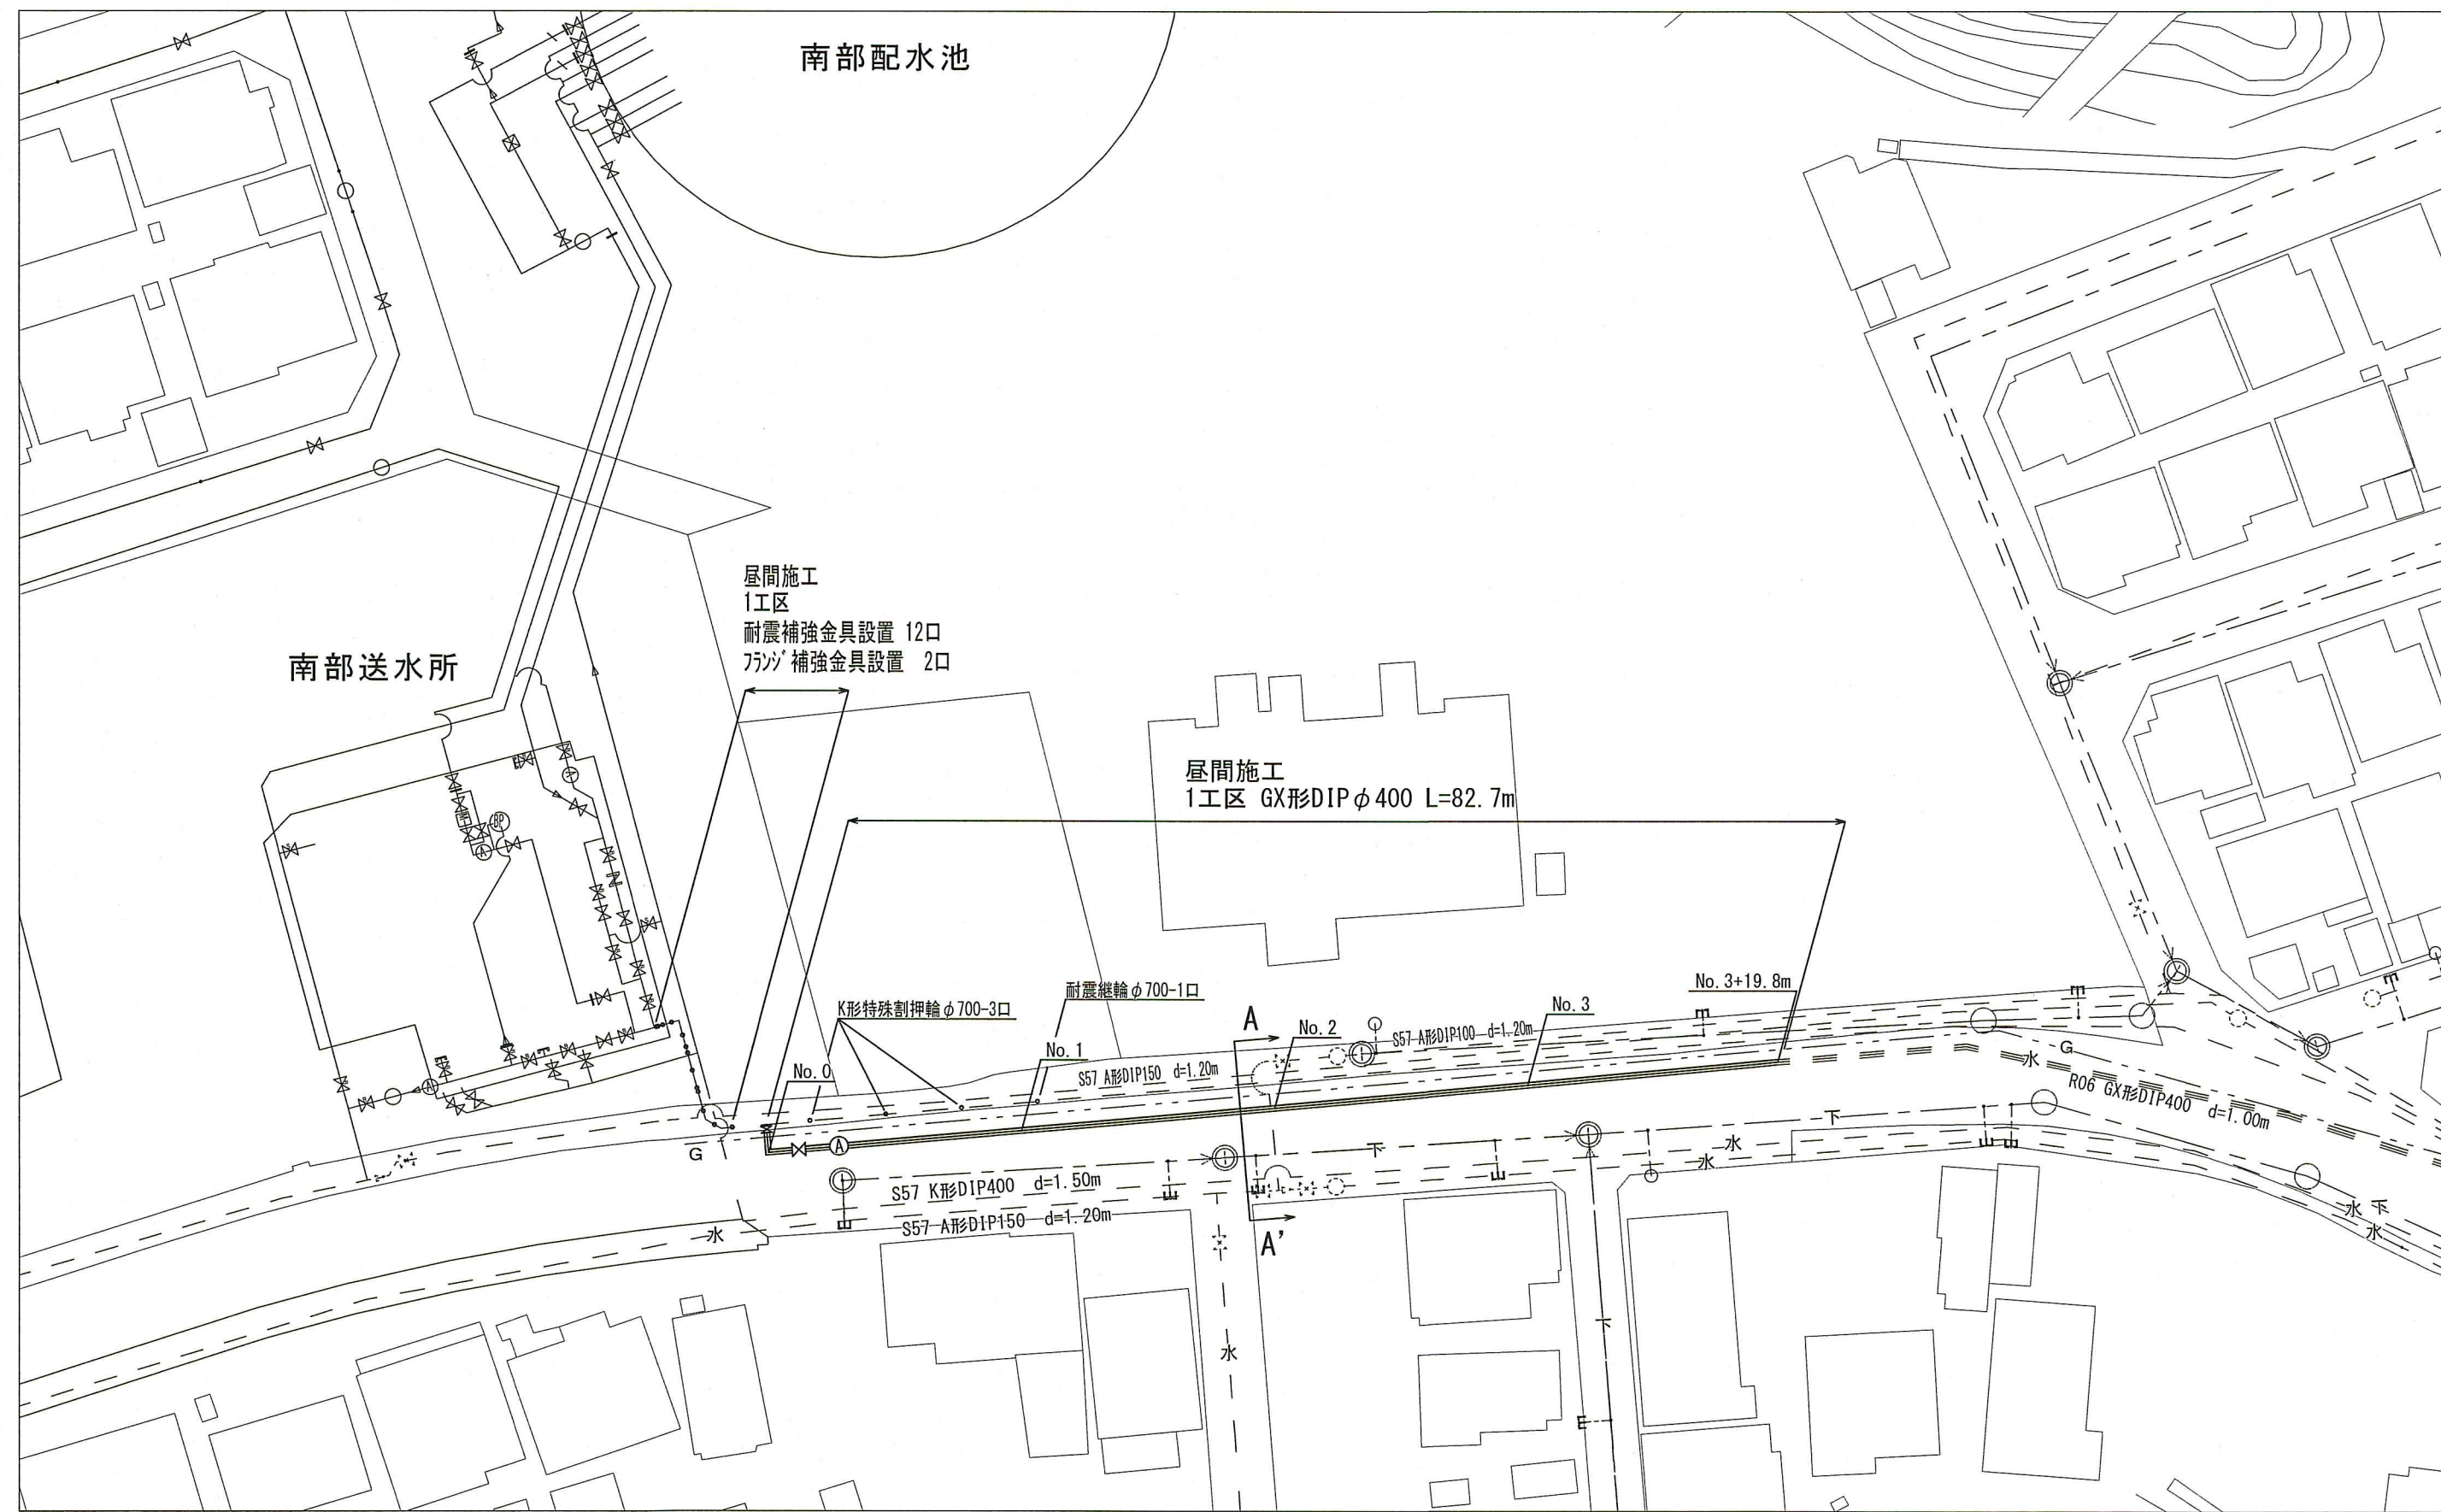 南部配水池
昼間施工
1工区
耐震補強金具設置 12口
フランジ補強金具設置 2口
南部送水所
昼間施工
1工区 GX形DIPφ400 L=82.7m
BP
A
A
A
K形特殊割押輪φ700-3口
耐震継輪φ700-1口
No.3+19.8m
No.3
A
No.2
S57 A形DIP100 d=1.20m
No.1
No.0
S57 A形DIP150 d=1.20m
G
水
R06 GX形DIP400 d=1.00m
G
A
下
下
水
水
S57 K形DIP400 d=1.50m
S57 A形DIP150 d=1.20m
水
A'
水
下
水
下
水